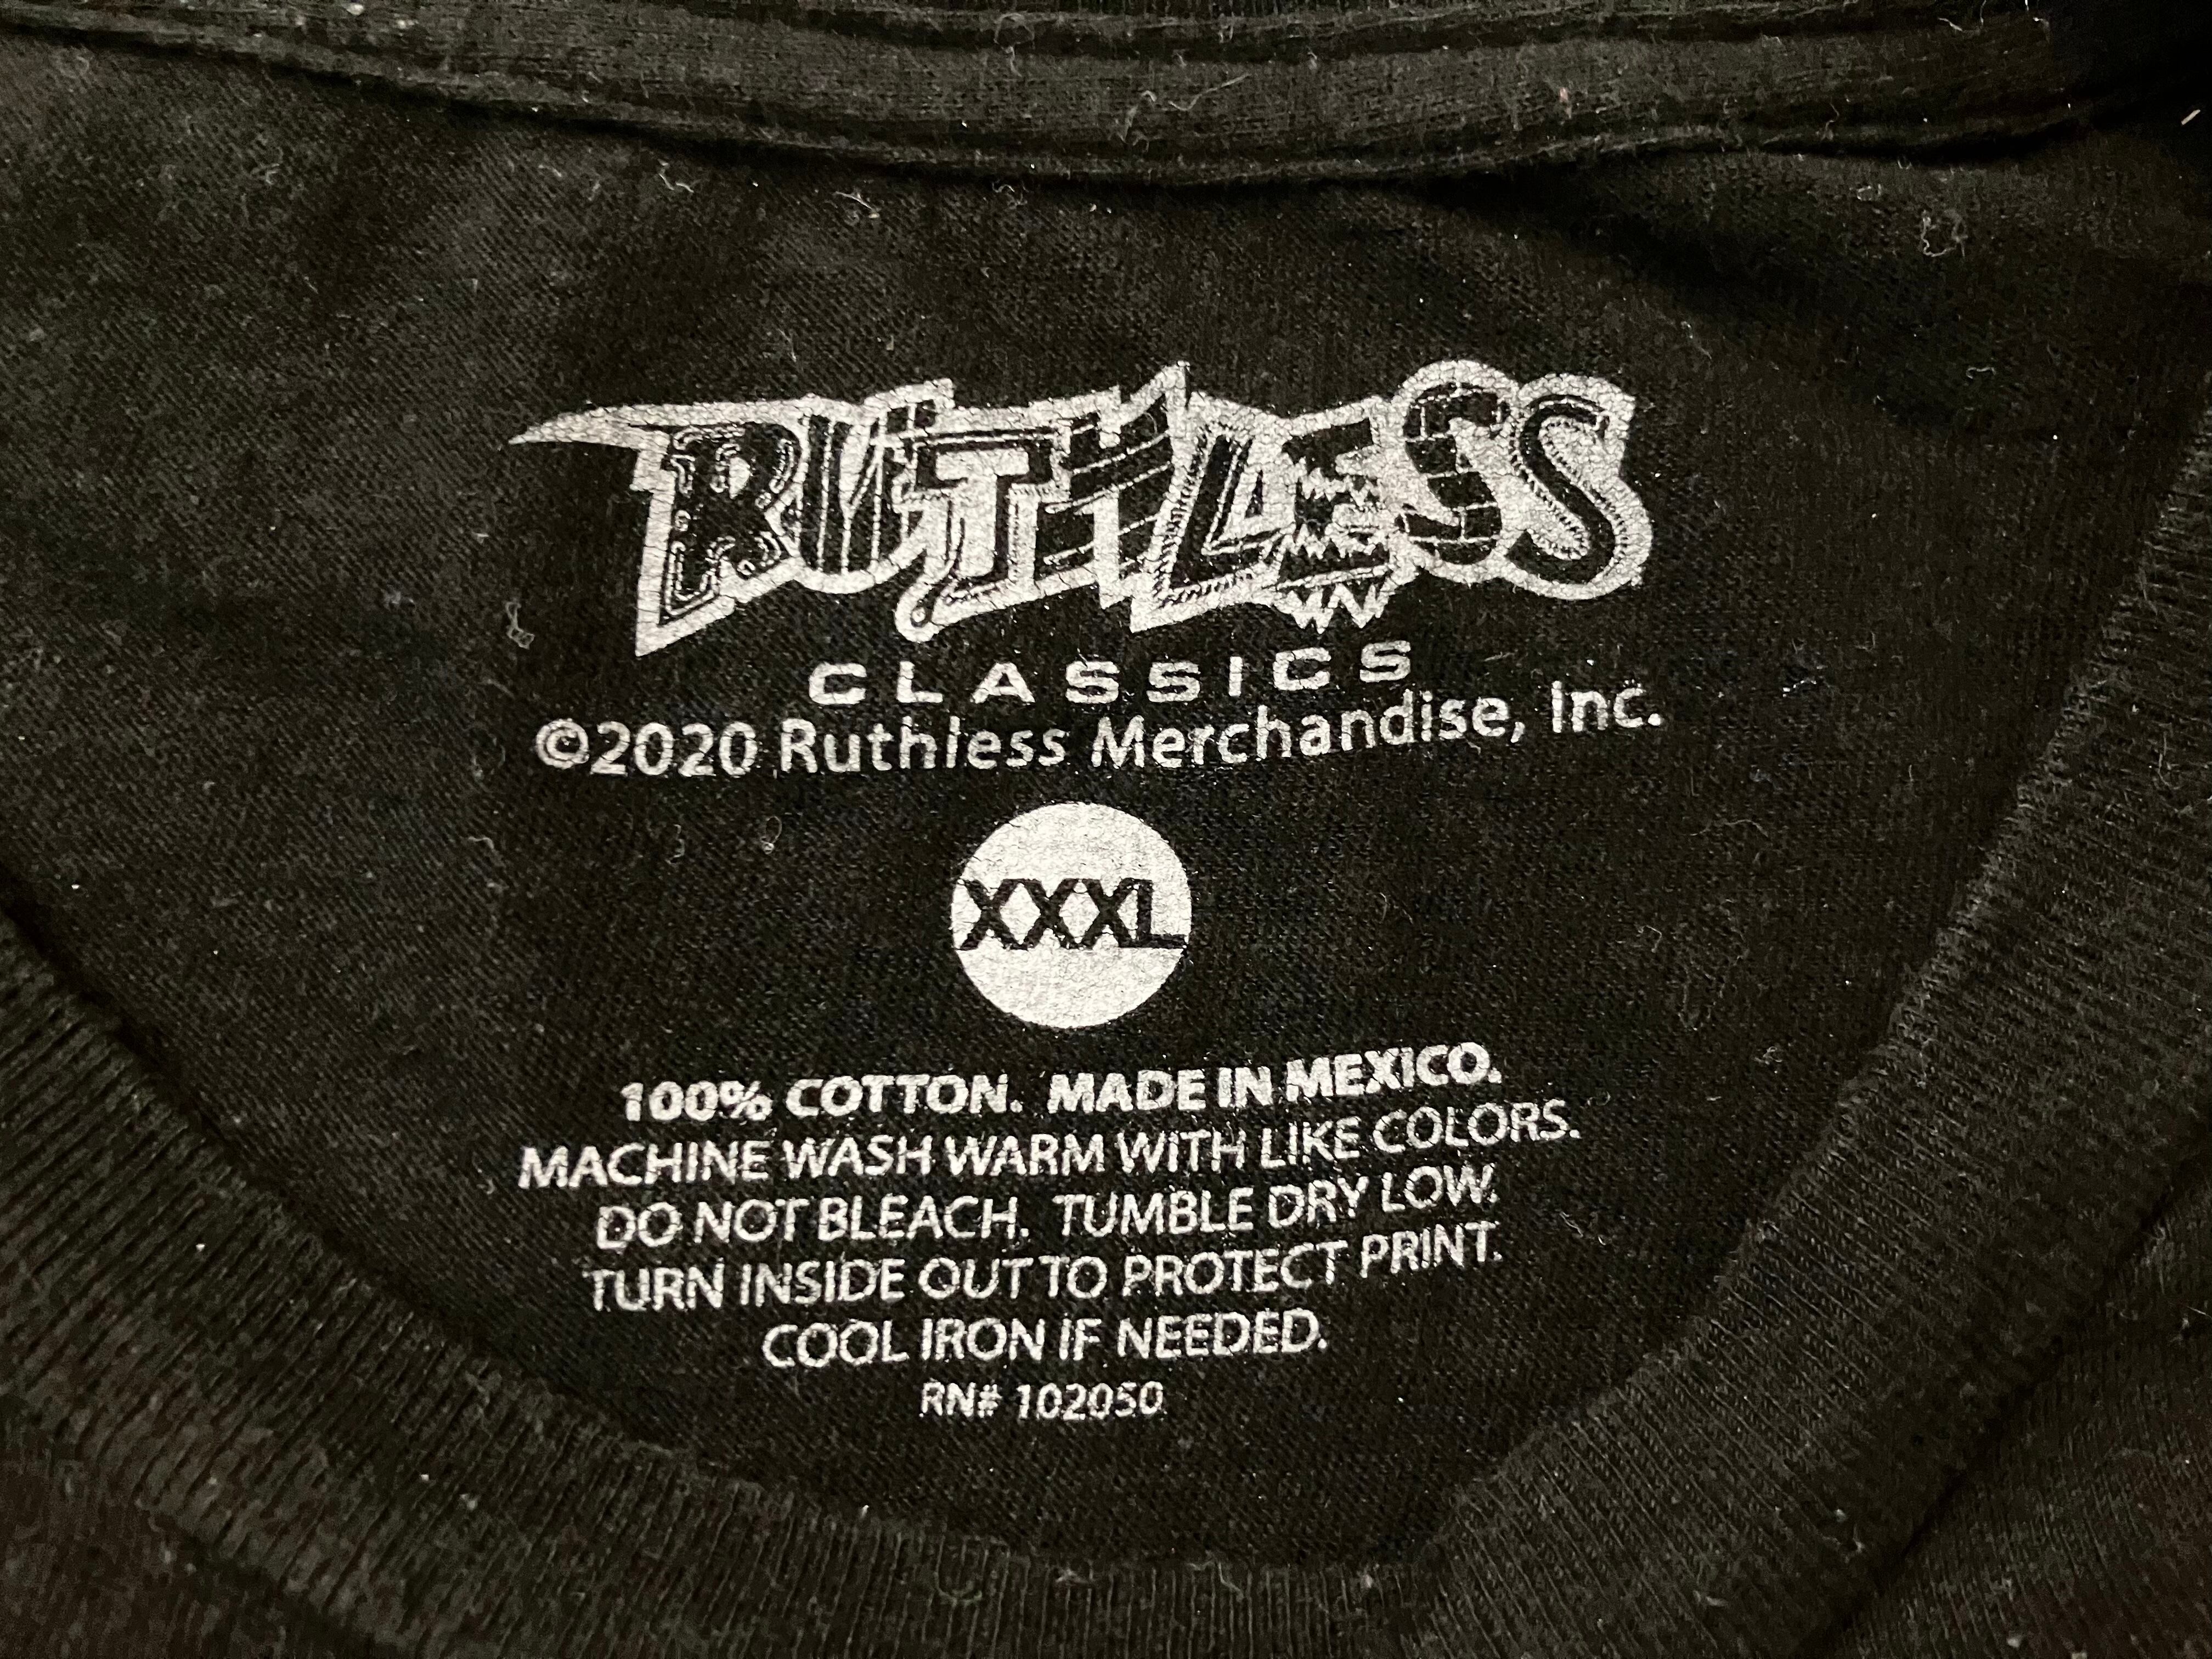 RUTHLESS
CLASSICS
©2020 Ruthless Merchandise, Inc.
XXXL
100% COTTON. MADE IN MEXICO.
MACHINE WASH WARM WITH LIKE COLORS.
DO NOT BLEACH. TUMBLE DRY LOW.
TURN INSIDE OUT TO PROTECT PRINT.
COOL IRON IF NEEDED.
RN# 102050